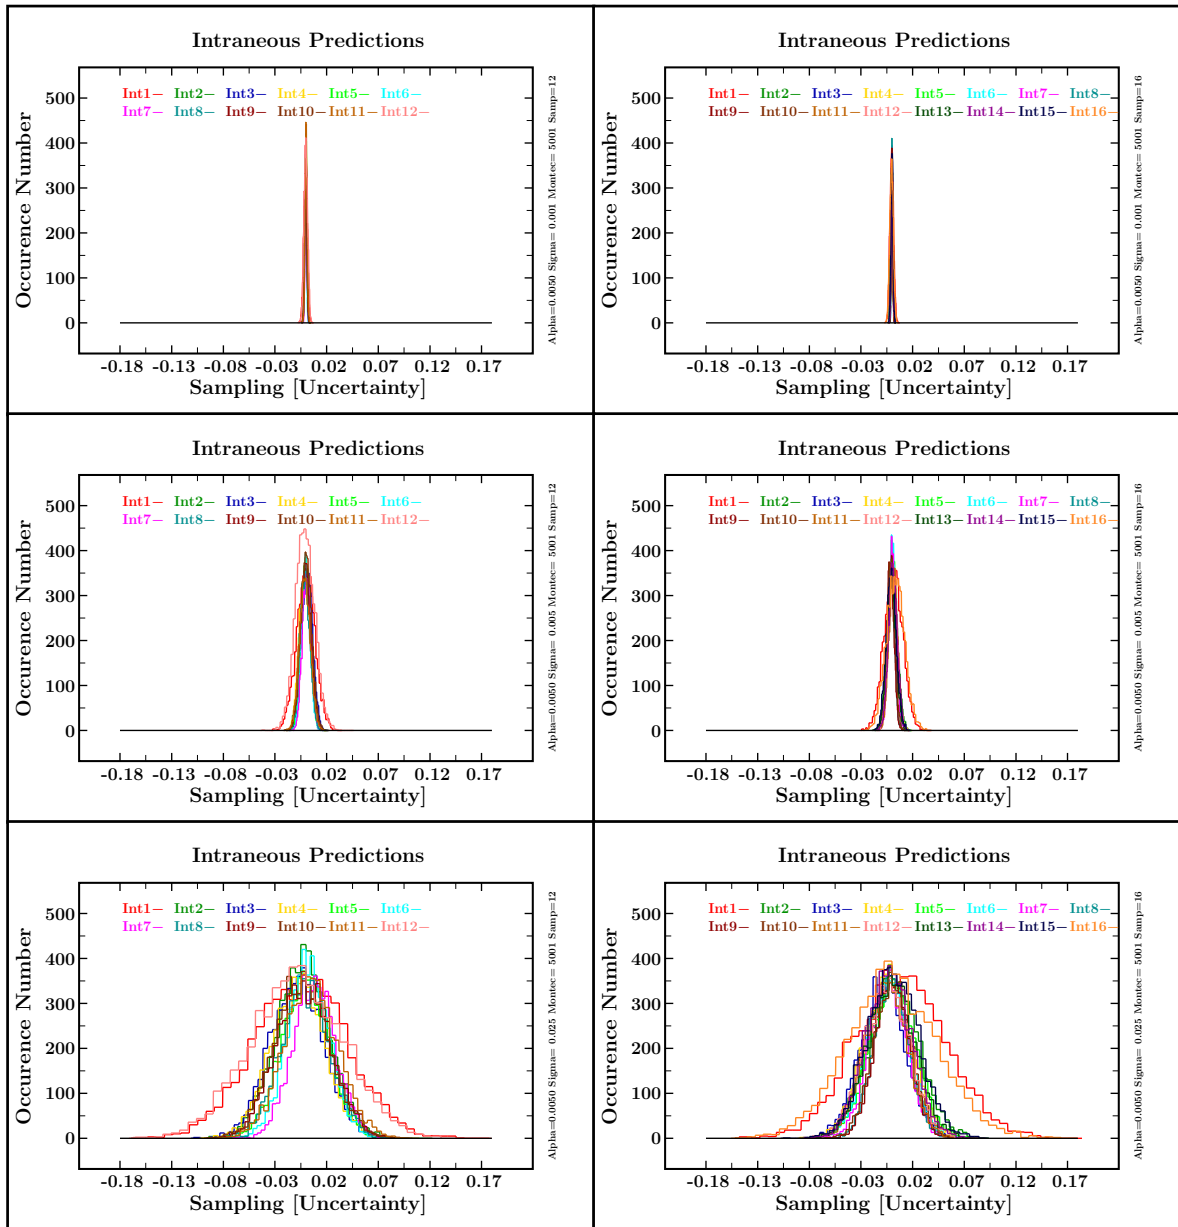 Intraneous Predictions
Int1 Int2 Int3 Int4 Int5 Int6
Int7 Int8 Int9 Int10 Int11 Int12
500
400
300
200
100
0
Occurence Number
-0.18 -0.13 -0.08 -0.03 0.02 0.07 0.12 0.17
Sampling [Uncertainty]
Alpha=0.0050 Sigma= 0.001 Montec= 5001 Samp=12
Intraneous Predictions
Int1 Int2 Int3 Int4 Int5 Int6 Int7 Int8
Int9 Int10 Int11 Int12 Int13 Int14 Int15 Int16
500
400
300
200
100
0
Occurence Number
-0.18 -0.13 -0.08 -0.03 0.02 0.07 0.12 0.17
Sampling [Uncertainty]
Alpha=0.0050 Sigma= 0.001 Montec= 5001 Samp=16
Intraneous Predictions
Int1 Int2 Int3 Int4 Int5 Int6
Int7 Int8 Int9 Int10 Int11 Int12
500
400
300
200
100
0
Occurence Number
-0.18 -0.13 -0.08 -0.03 0.02 0.07 0.12 0.17
Sampling [Uncertainty]
Alpha=0.0050 Sigma= 0.005 Montec= 5001 Samp=12
Intraneous Predictions
Int1 Int2 Int3 Int4 Int5 Int6 Int7 Int8
Int9 Int10 Int11 Int12 Int13 Int14 Int15 Int16
500
400
300
200
100
0
Occurence Number
-0.18 -0.13 -0.08 -0.03 0.02 0.07 0.12 0.17
Sampling [Uncertainty]
Alpha=0.0050 Sigma= 0.005 Montec= 5001 Samp=16
Intraneous Predictions
Int1 Int2 Int3 Int4 Int5 Int6
Int7 Int8 Int9 Int10 Int11 Int12
500
400
300
200
100
0
Occurence Number
-0.18 -0.13 -0.08 -0.03 0.02 0.07 0.12 0.17
Sampling [Uncertainty]
Alpha=0.0050 Sigma= 0.025 Montec= 5001 Samp=12
Intraneous Predictions
Int1 Int2 Int3 Int4 Int5 Int6 Int7 Int8
Int9 Int10 Int11 Int12 Int13 Int14 Int15 Int16
500
400
300
200
100
0
Occurence Number
-0.18 -0.13 -0.08 -0.03 0.02 0.07 0.12 0.17
Sampling [Uncertainty]
Alpha=0.0050 Sigma= 0.025 Montec= 5001 Samp=16